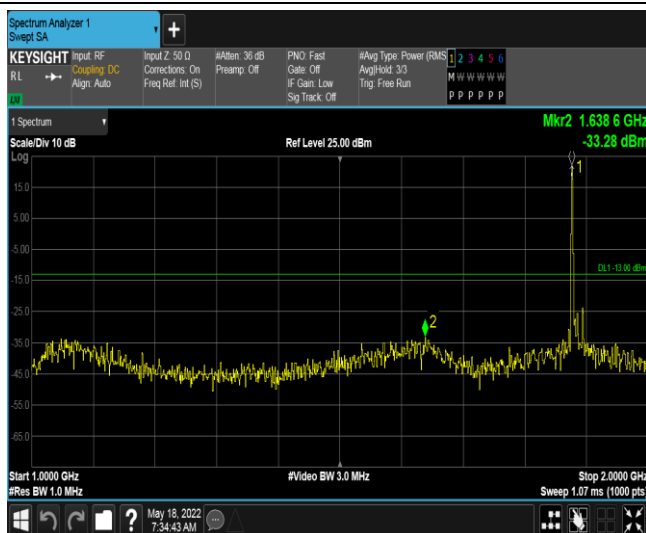 Spectrum Analyzer 1
Swept SA
+
KEYSIGHT
RL
Input: RF
Coupling: DC
Align: Auto
Input Z: 50 Ω
Corrections: On
Freq Ref: Int (S)
#Atten: 36 dB
Preamp: Off
PNO: Fast
Gate: Off
IF Gain: Low
Sig Track: Off
#Avg Type: Power (RMS
Avg|Hold: 3/3
Trig: Free Run
1 2 3 4 5 6
M W W W W W
P P P P P P
1 Spectrum
Scale/Div 10 dB
Ref Level 25.00 dBm
Mkr2 1.638 6 GHz
-33.28 dBm
Log
15.0
5.00
-5.00
-15.0
-25.0
-35.0
-45.0
-55.0
-65.0
1
DL1 -13.00 dBm
2
Start 1.0000 GHz
#Res BW 1.0 MHz
#Video BW 3.0 MHz
Stop 2.0000 GHz
Sweep 1.07 ms (1000 pts)
?
May 18, 2022
7:34:43 AM